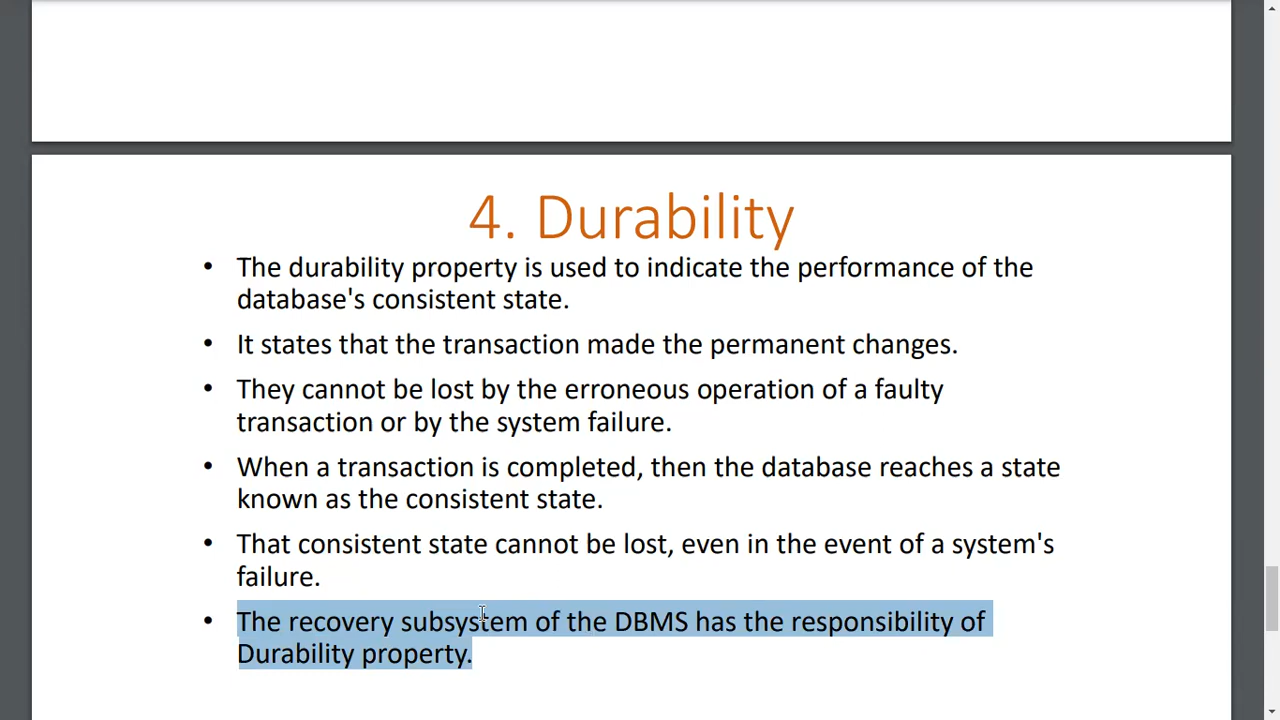 4. Durability
• The durability property is used to indicate the performance of the
database's consistent state.
• It states that the transaction made the permanent changes.
• They cannot be lost by the erroneous operation of a faulty
transaction or by the system failure.
• When a transaction is completed, then the database reaches a state
known as the consistent state.
• That consistent state cannot be lost, even in the event of a system's
failure.
• The recovery subsystem of the DBMS has the responsibility of
Durability property.